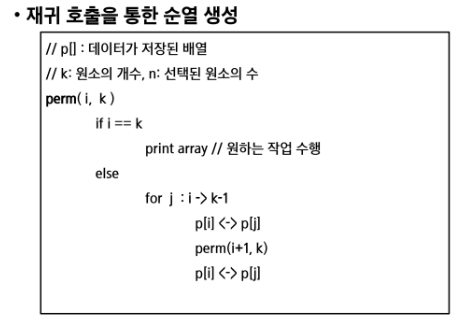 • 재귀 호출을 통한 순열 생성
// p[] : 데이터가 저장된 배열
// k: 원소의 개수, n: 선택된 원소의 수
perm( i, k )
if i == k
print array // 원하는 작업 수행
else
for j : i -> k-1
p[i] <-> p[j]
perm(i+1, k)
p[i] <-> p[j]